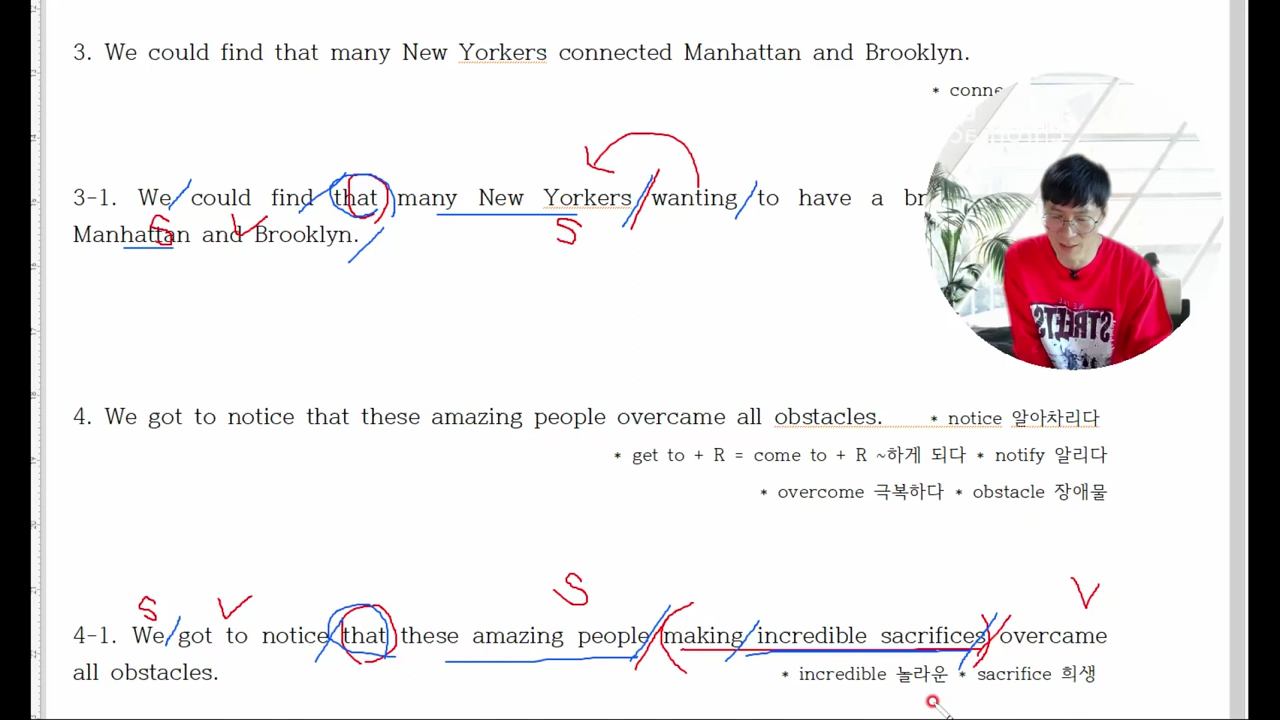 3. We could find that many New Yorkers connected Manhattan and Brooklyn.
* conne
3-1. We could find that many New Yorkers wanting to have a br
Manhattan and Brooklyn.
S V S
STREETS
4. We got to notice that these amazing people overcame all obstacles. * notice 알아차리다
* get to + R = come to + R ~하게 되다 * notify 알리다
* overcome 극복하다 * obstacle 장애물
S V S V
4-1. We got to notice that these amazing people making incredible sacrifices overcame
all obstacles. * incredible 놀라운 * sacrifice 희생